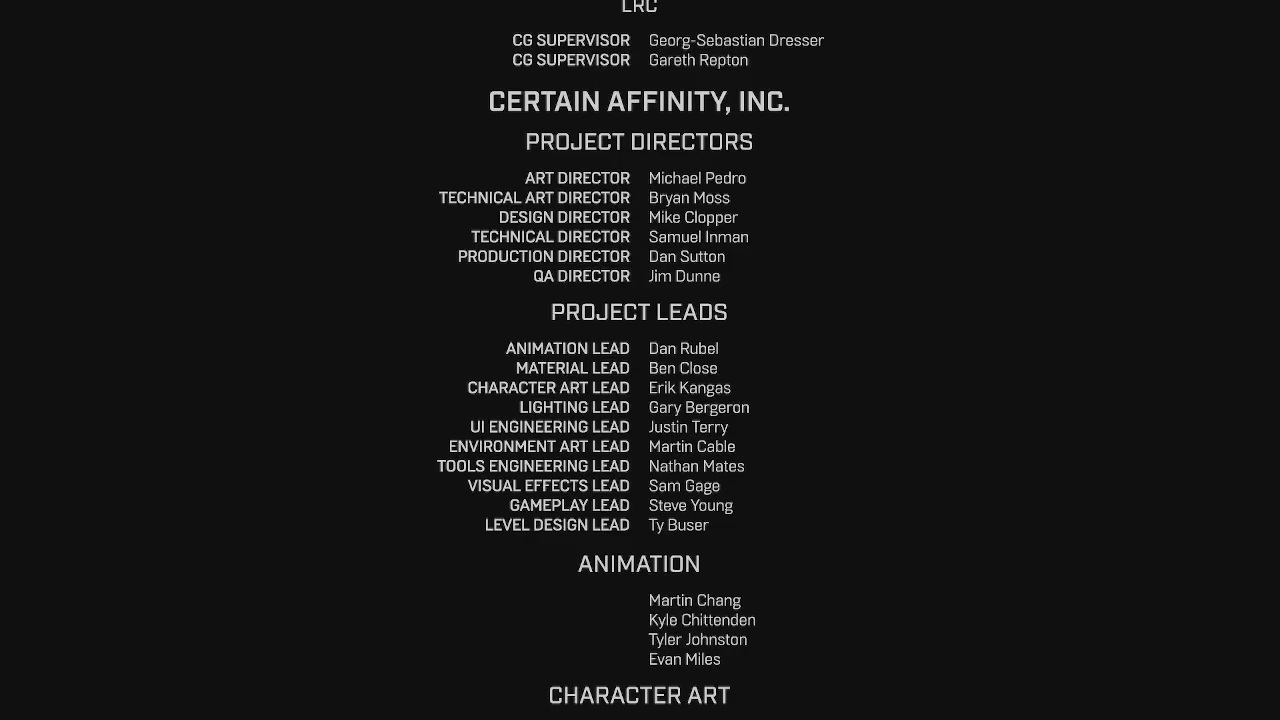 LRC
CG SUPERVISOR Georg-Sebastian Dresser
CG SUPERVISOR Gareth Repton
CERTAIN AFFINITY, INC.
PROJECT DIRECTORS
ART DIRECTOR Michael Pedro
TECHNICAL ART DIRECTOR Bryan Moss
DESIGN DIRECTOR Mike Clopper
TECHNICAL DIRECTOR Samuel Inman
PRODUCTION DIRECTOR Dan Sutton
QA DIRECTOR Jim Dunne
PROJECT LEADS
ANIMATION LEAD Dan Rubel
MATERIAL LEAD Ben Close
CHARACTER ART LEAD Erik Kangas
LIGHTING LEAD Gary Bergeron
UI ENGINEERING LEAD Justin Terry
ENVIRONMENT ART LEAD Martin Cable
TOOLS ENGINEERING LEAD Nathan Mates
VISUAL EFFECTS LEAD Sam Gage
GAMEPLAY LEAD Steve Young
LEVEL DESIGN LEAD Ty Buser
ANIMATION
Martin Chang
Kyle Chittenden
Tyler Johnston
Evan Miles
CHARACTER ART